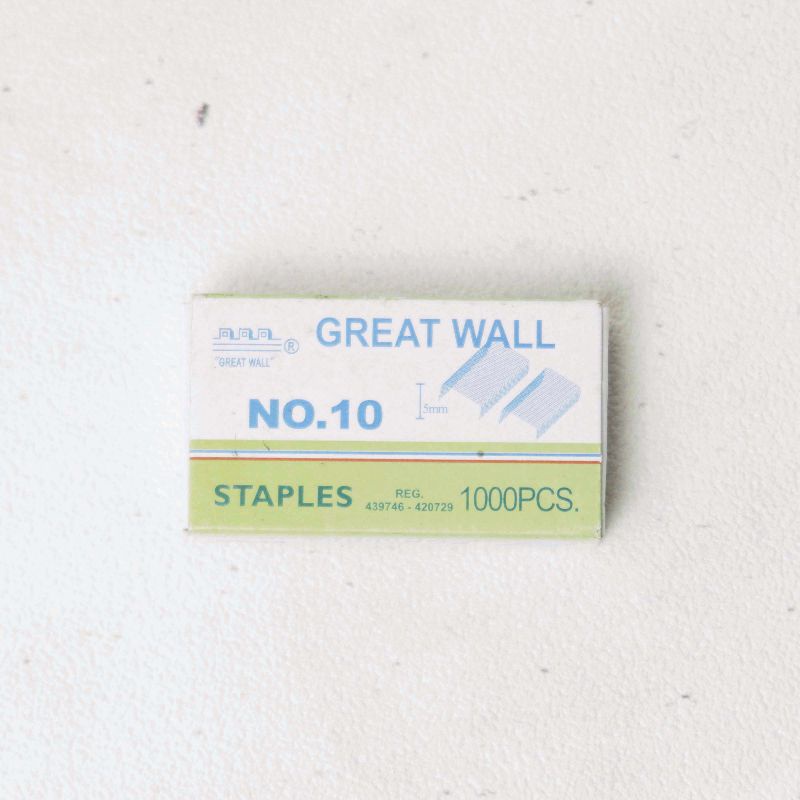 GREAT WALL
®
"GREAT WALL"
NO.10
5mm
STAPLES
REG.
439746 - 420729
1000PCS.